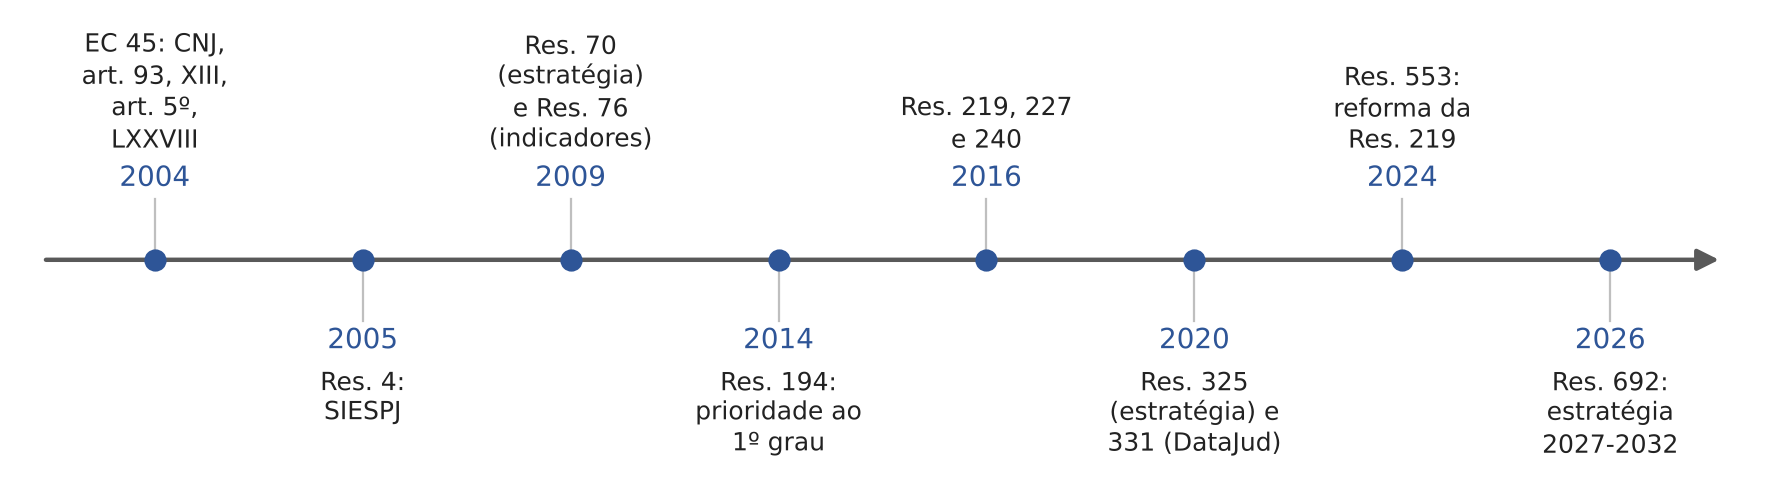 EC 45: CNJ,
art. 93, XIII,
art. 5º,
LXXVIII
2004
2005
Res. 4:
SIESPJ
Res. 70
(estratégia)
e Res. 76
(indicadores)
2009
2014
Res. 194:
prioridade ao
1º grau
Res. 219, 227
e 240
2016
2020
Res. 325
(estratégia) e
331 (DataJud)
Res. 553:
reforma da
Res. 219
2024
2026
Res. 692:
estratégia
2027-2032